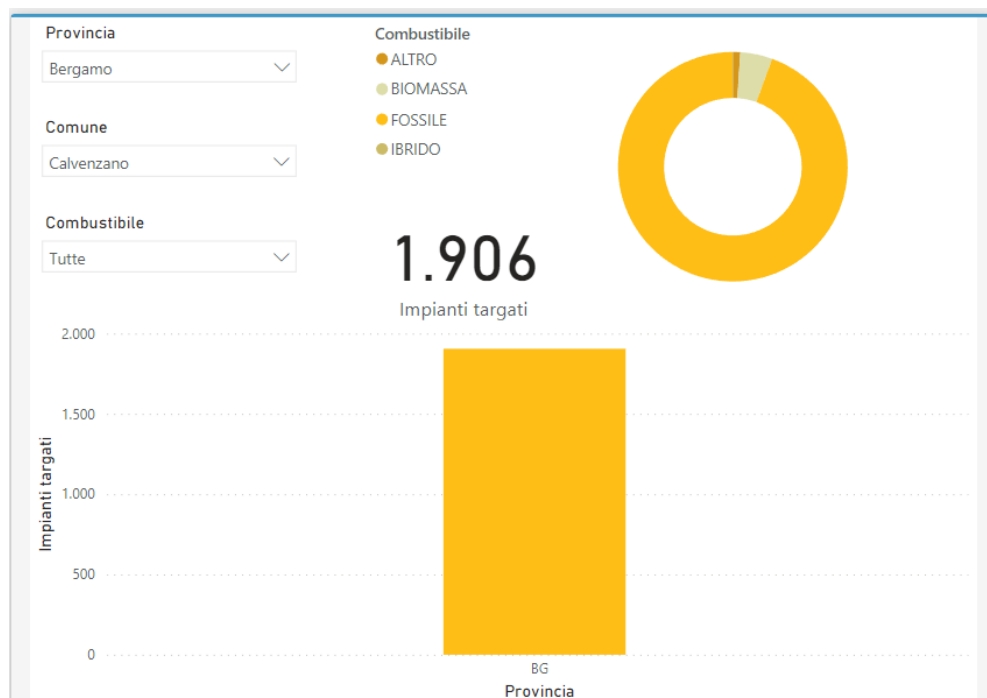 Provincia
Bergamo
Comune
Calvenzano
Combustibile
Tutte
Combustibile
ALTRO
BIOMASSA
FOSSILE
IBRIDO
1.906
Impianti targati
2.000
1.500
1.000
500
0
Impianti targati
BG
Provincia